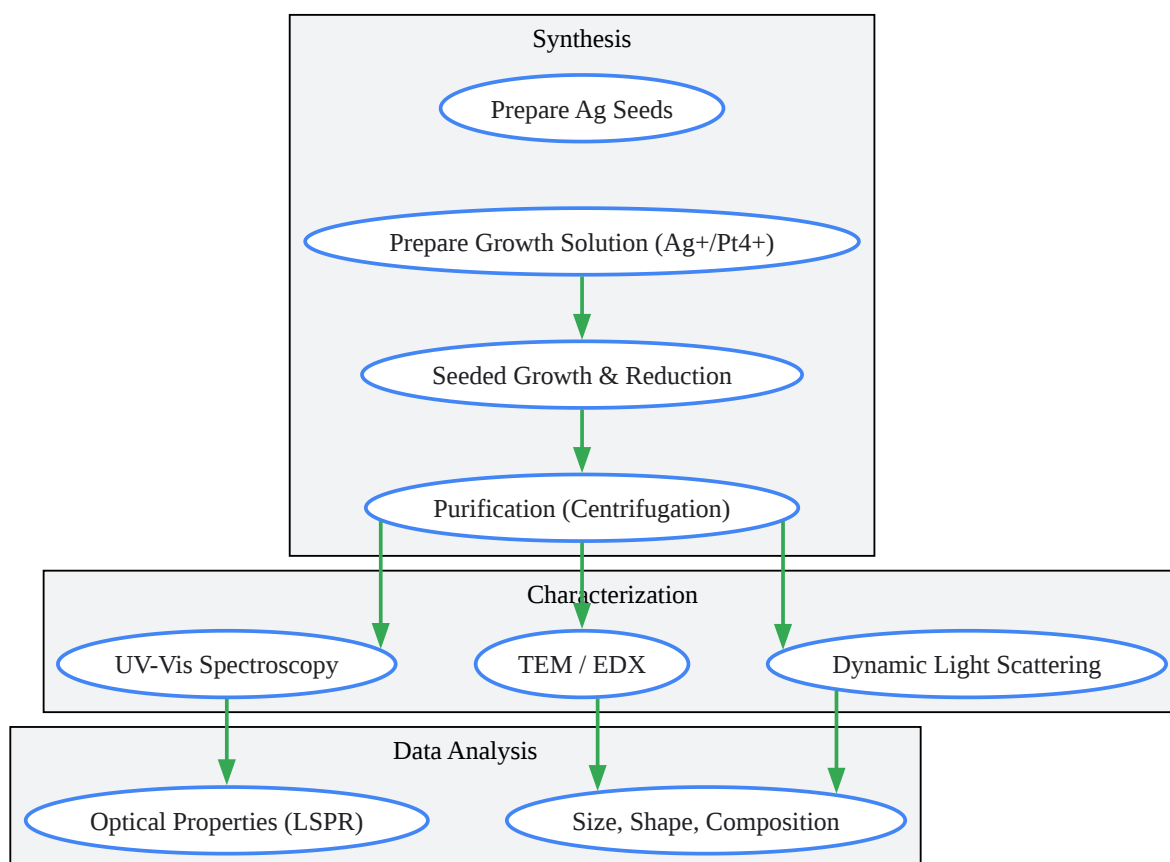 Synthesis
Prepare Ag Seeds
Prepare Growth Solution (Ag+/Pt4+)
Seeded Growth & Reduction
Purification (Centrifugation)
Characterization
UV-Vis Spectroscopy
TEM / EDX
Dynamic Light Scattering
Data Analysis
Optical Properties (LSPR)
Size, Shape, Composition